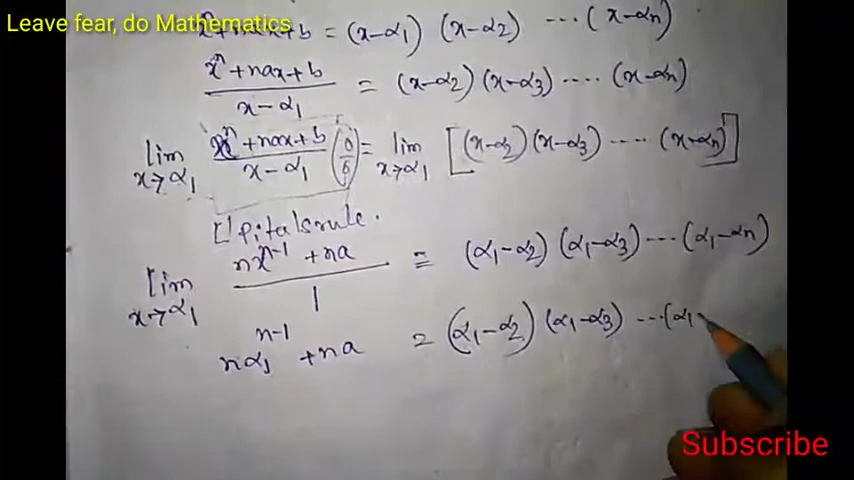 Leave fear, do Mathematics
xⁿ+nax+b = (x-α₁) (x-α₂) ....(x-αn)
xⁿ+nax+b / x-α₁ = (x-α₂)(x-α₃)....(x-αn)
lim x→α₁ xⁿ+nax+b / x-α₁ (0/0) = lim x→α₁ [(x-α₂)(x-α₃)....(x-αn)]
L'pitalsrule.
lim x→α₁ nxⁿ⁻¹+na / 1 = (α₁-α₂)(α₁-α₃)....(α₁-αn)
nα₁ⁿ⁻¹+na = (α₁-α₂)(α₁-α₃)...(α₁-
Subscribe